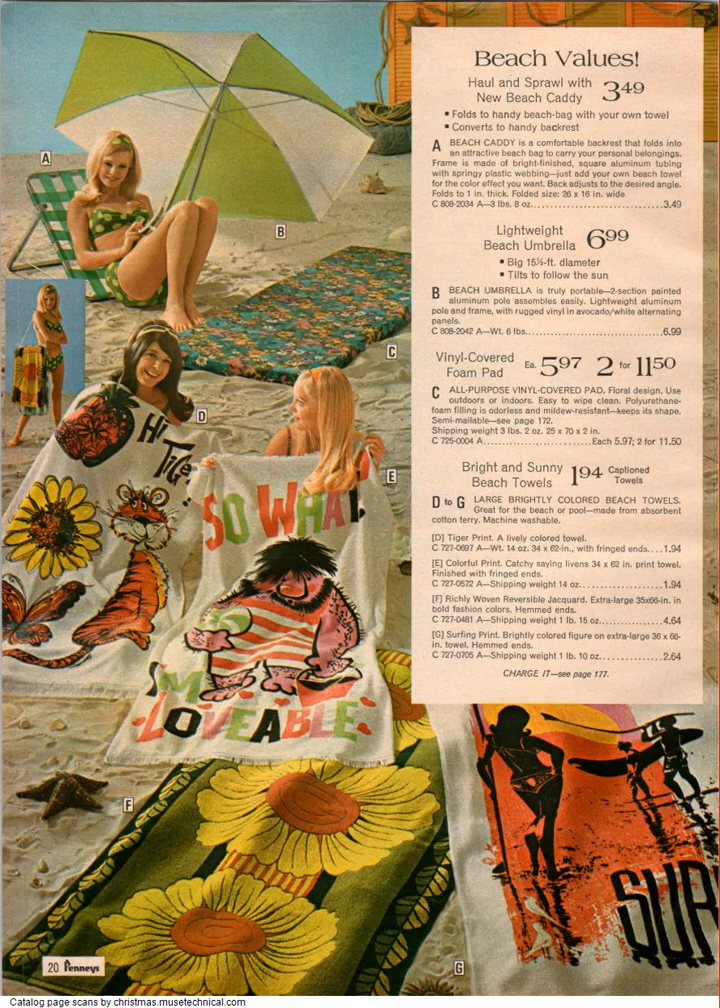 Beach Values!
Haul and Sprawl with
New Beach Caddy 3 49
▪ Folds to handy beach-bag with your own towel
▪ Converts to handy backrest
A BEACH CADDY is a comfortable backrest that folds into
an attractive beach bag to carry your personal belongings.
Frame is made of bright-finished, square aluminum tubing
with springy plastic webbing—just add your own beach towel
for the color effect you want. Back adjusts to the desired angle.
Folds to 1 in. thick. Folded size: 26 x 16 in. wide
C 808-2034 A—3 lbs. 8 oz. 3.49
Lightweight
Beach Umbrella 6 99
▪ Big 15½-ft. diameter
▪ Tilts to follow the sun
B BEACH UMBRELLA is truly portable—2-section painted
aluminum pole assembles easily. Lightweight aluminum
pole and frame, with rugged vinyl in avocado/white alternating
panels.
C 808-2042 A—Wt. 6 lbs. 6.99
Vinyl-Covered
Foam Pad Ea. 5 97 2 for 11 50
C ALL-PURPOSE VINYL-COVERED PAD. Floral design. Use
outdoors or indoors. Easy to wipe clean. Polyurethane-
foam filling is odorless and mildew-resistant—keeps its shape.
Semi-mailable—see page 172.
Shipping weight 3 lbs. 2 oz. 25 x 70 x 2 in.
C 725-0004 A. Each 5.97; 2 for 11.50
Bright and Sunny
Beach Towels 1 94 Captioned
Towels
D to G LARGE BRIGHTLY COLORED BEACH TOWELS.
Great for the beach or pool—made from absorbent
cotton terry. Machine washable.
[D] Tiger Print. A lively colored towel.
C 727-0697 A—Wt. 14 oz. 34 x 62-in., with fringed ends. 1.94
[E] Colorful Print. Catchy saying livens 34 x 62 in. print towel.
Finished with fringed ends.
C 727-0572 A—Shipping weight 14 oz. 1.94
[F] Richly Woven Reversible Jacquard. Extra-large 35x66-in. in
bold fashion colors. Hemmed ends.
C 727-0481 A—Shipping weight 1 lb. 15 oz. 4.64
[G] Surfing Print. Brightly colored figure on extra-large 36 x 66-
in. towel. Hemmed ends.
C 727-0705 A—Shipping weight 1 lb. 10 oz. 2.64
CHARGE IT—see page 177.
A
B
C
D
HI
TIGER
E
SO WHAT
I'M
LOVEABLE
F
SUR
G
20 Penneys
Catalog page scans by christmas.musetechnical.com